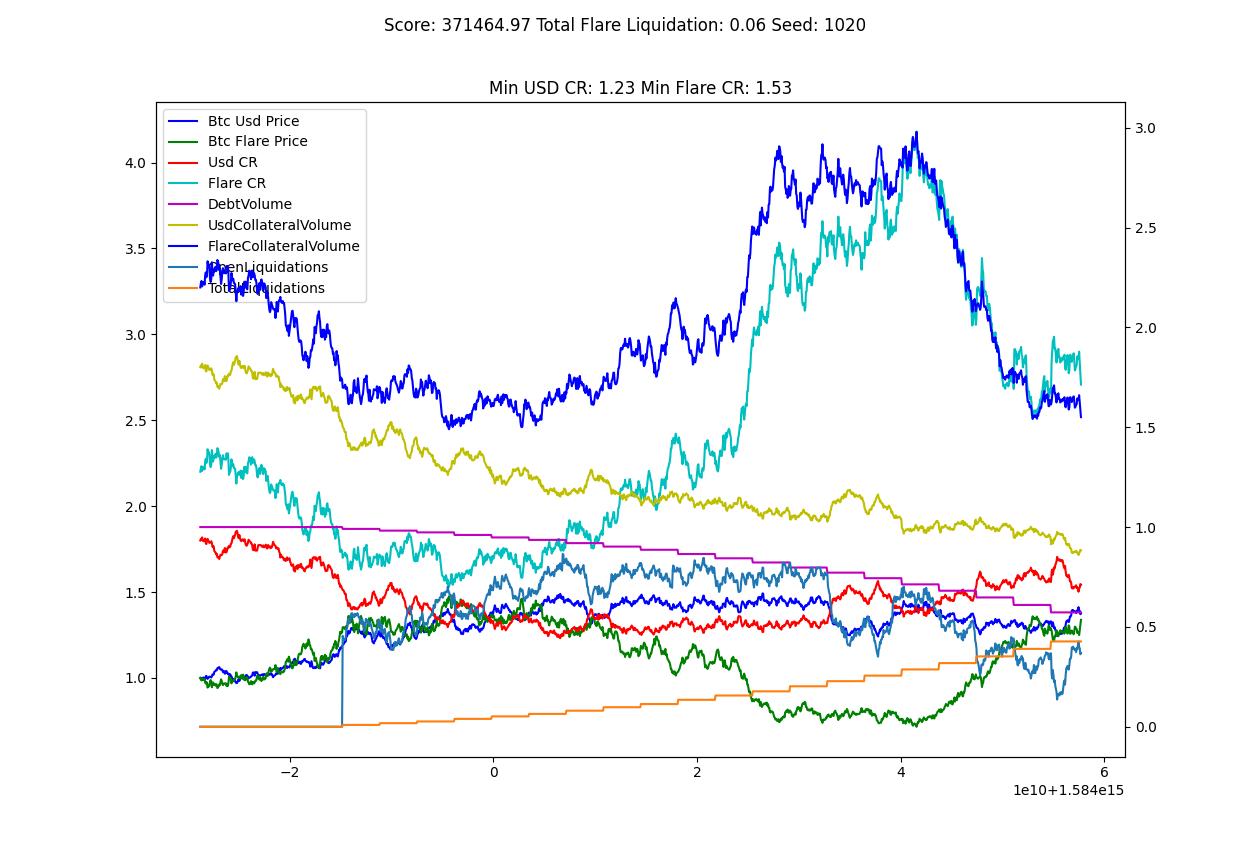 Score: 371464.97 Total Flare Liquidation: 0.06 Seed: 1020
Min USD CR: 1.23 Min Flare CR: 1.53
Btc Usd Price
Btc Flare Price
Usd CR
Flare CR
DebtVolume
UsdCollateralVolume
FlareCollateralVolume
OpenLiquidations
TotalLiquidations
4.0
3.5
3.0
2.5
2.0
1.5
1.0
3.0
2.5
2.0
1.5
1.0
0.5
0.0
−2 0 2 4 6
1e10+1.584e15